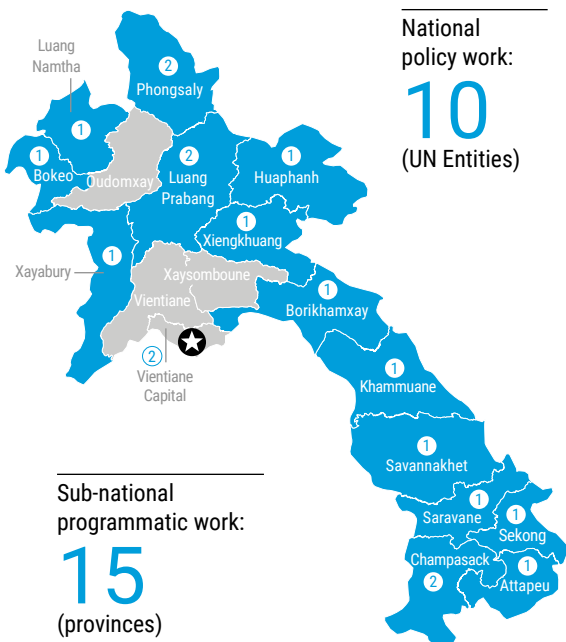 National
policy work:
10
(UN Entities)
Luang
Namtha
2
Phongsaly
1
1
Bokeo
Oudomxay
2
Luang
Prabang
1
Huaphanh
1
Xiengkhuang
1
Xayabury
Xaysomboune
Vientiane
1
Borikhamxay
2
Vientiane
Capital
1
Khammuane
1
Savannakhet
1
Saravane
1
Sekong
Champasack
2
1
Attapeu
Sub-national
programmatic work:
15
(provinces)